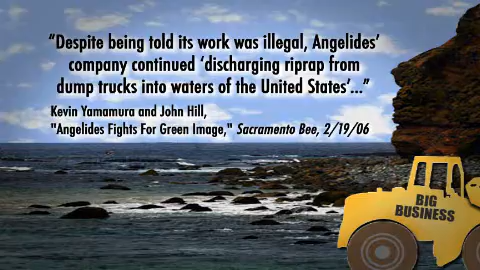 “Despite being told its work was illegal, Angelides’
company continued ‘discharging riprap from
dump trucks into waters of the United States’...”
Kevin Yamamura and John Hill,
"Angelides Fights For Green Image," Sacramento Bee, 2/19/06
BIG
BUSINESS